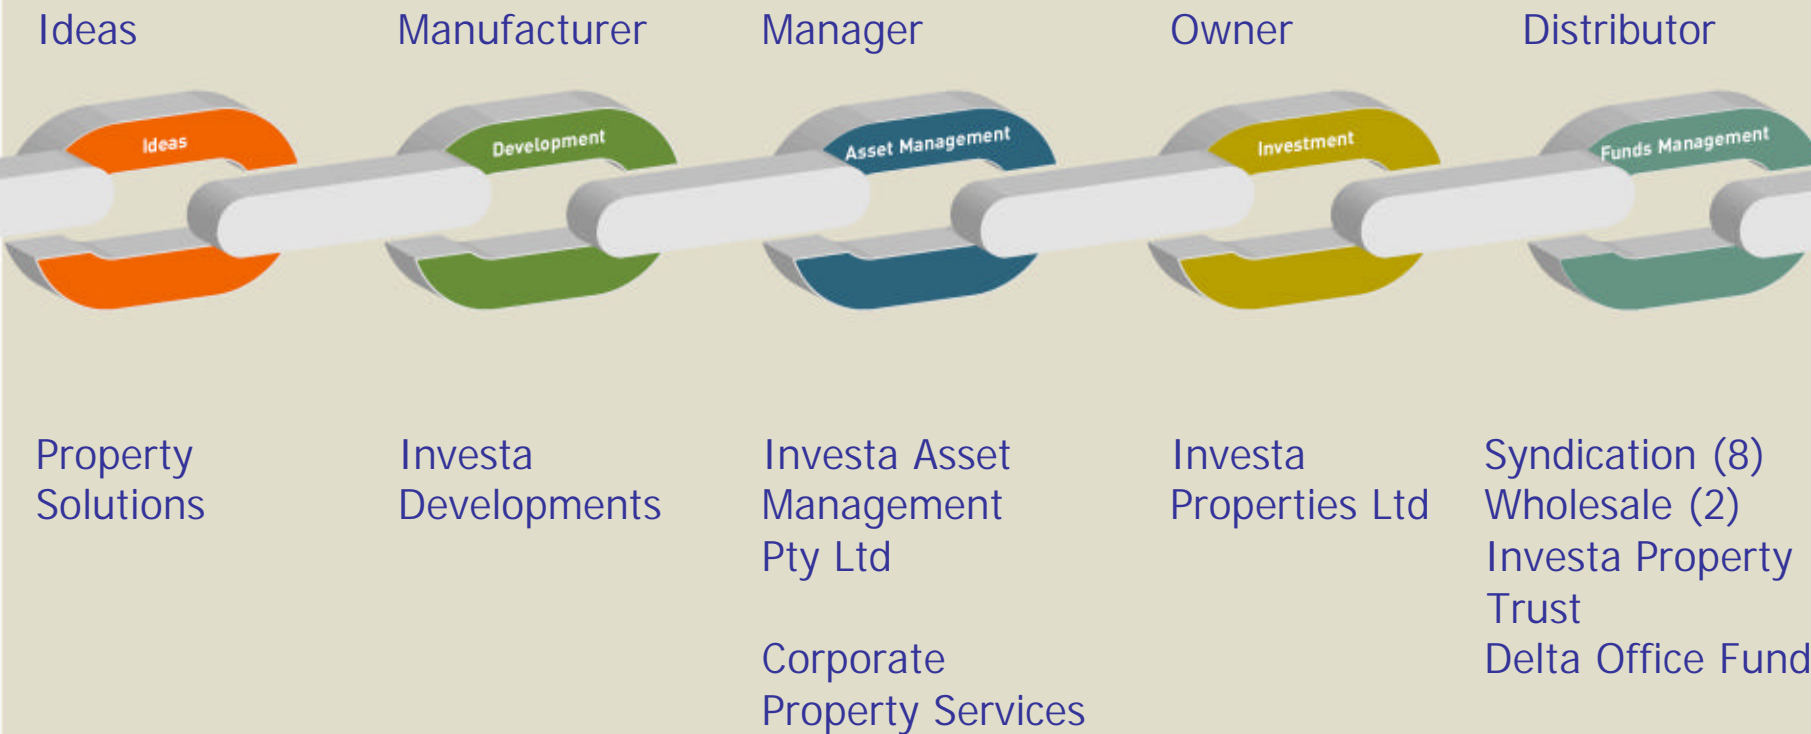 Ideas
Manufacturer
Manager
Owner
Distributor
Ideas
Development
Asset Management
Investment
Funds Management
Property
Solutions
Investa
Developments
Investa Asset
Management
Pty Ltd
Corporate
Property Services
Investa
Properties Ltd
Syndication (8)
Wholesale (2)
Investa Property
Trust
Delta Office Fund